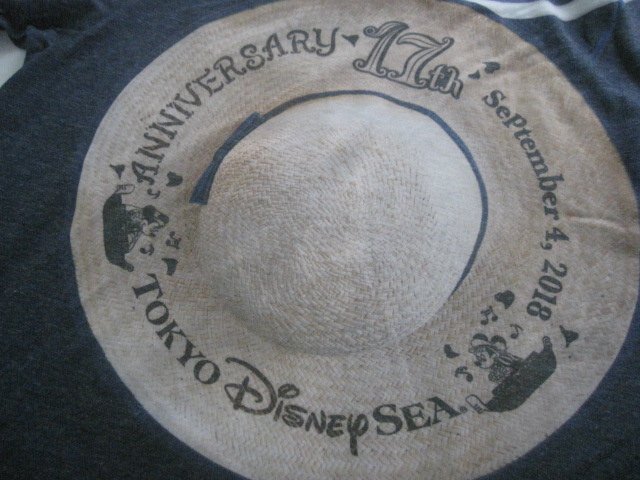 ANNIVERSARY 17th
September 4, 2018
TOKYO DISNEY SEA